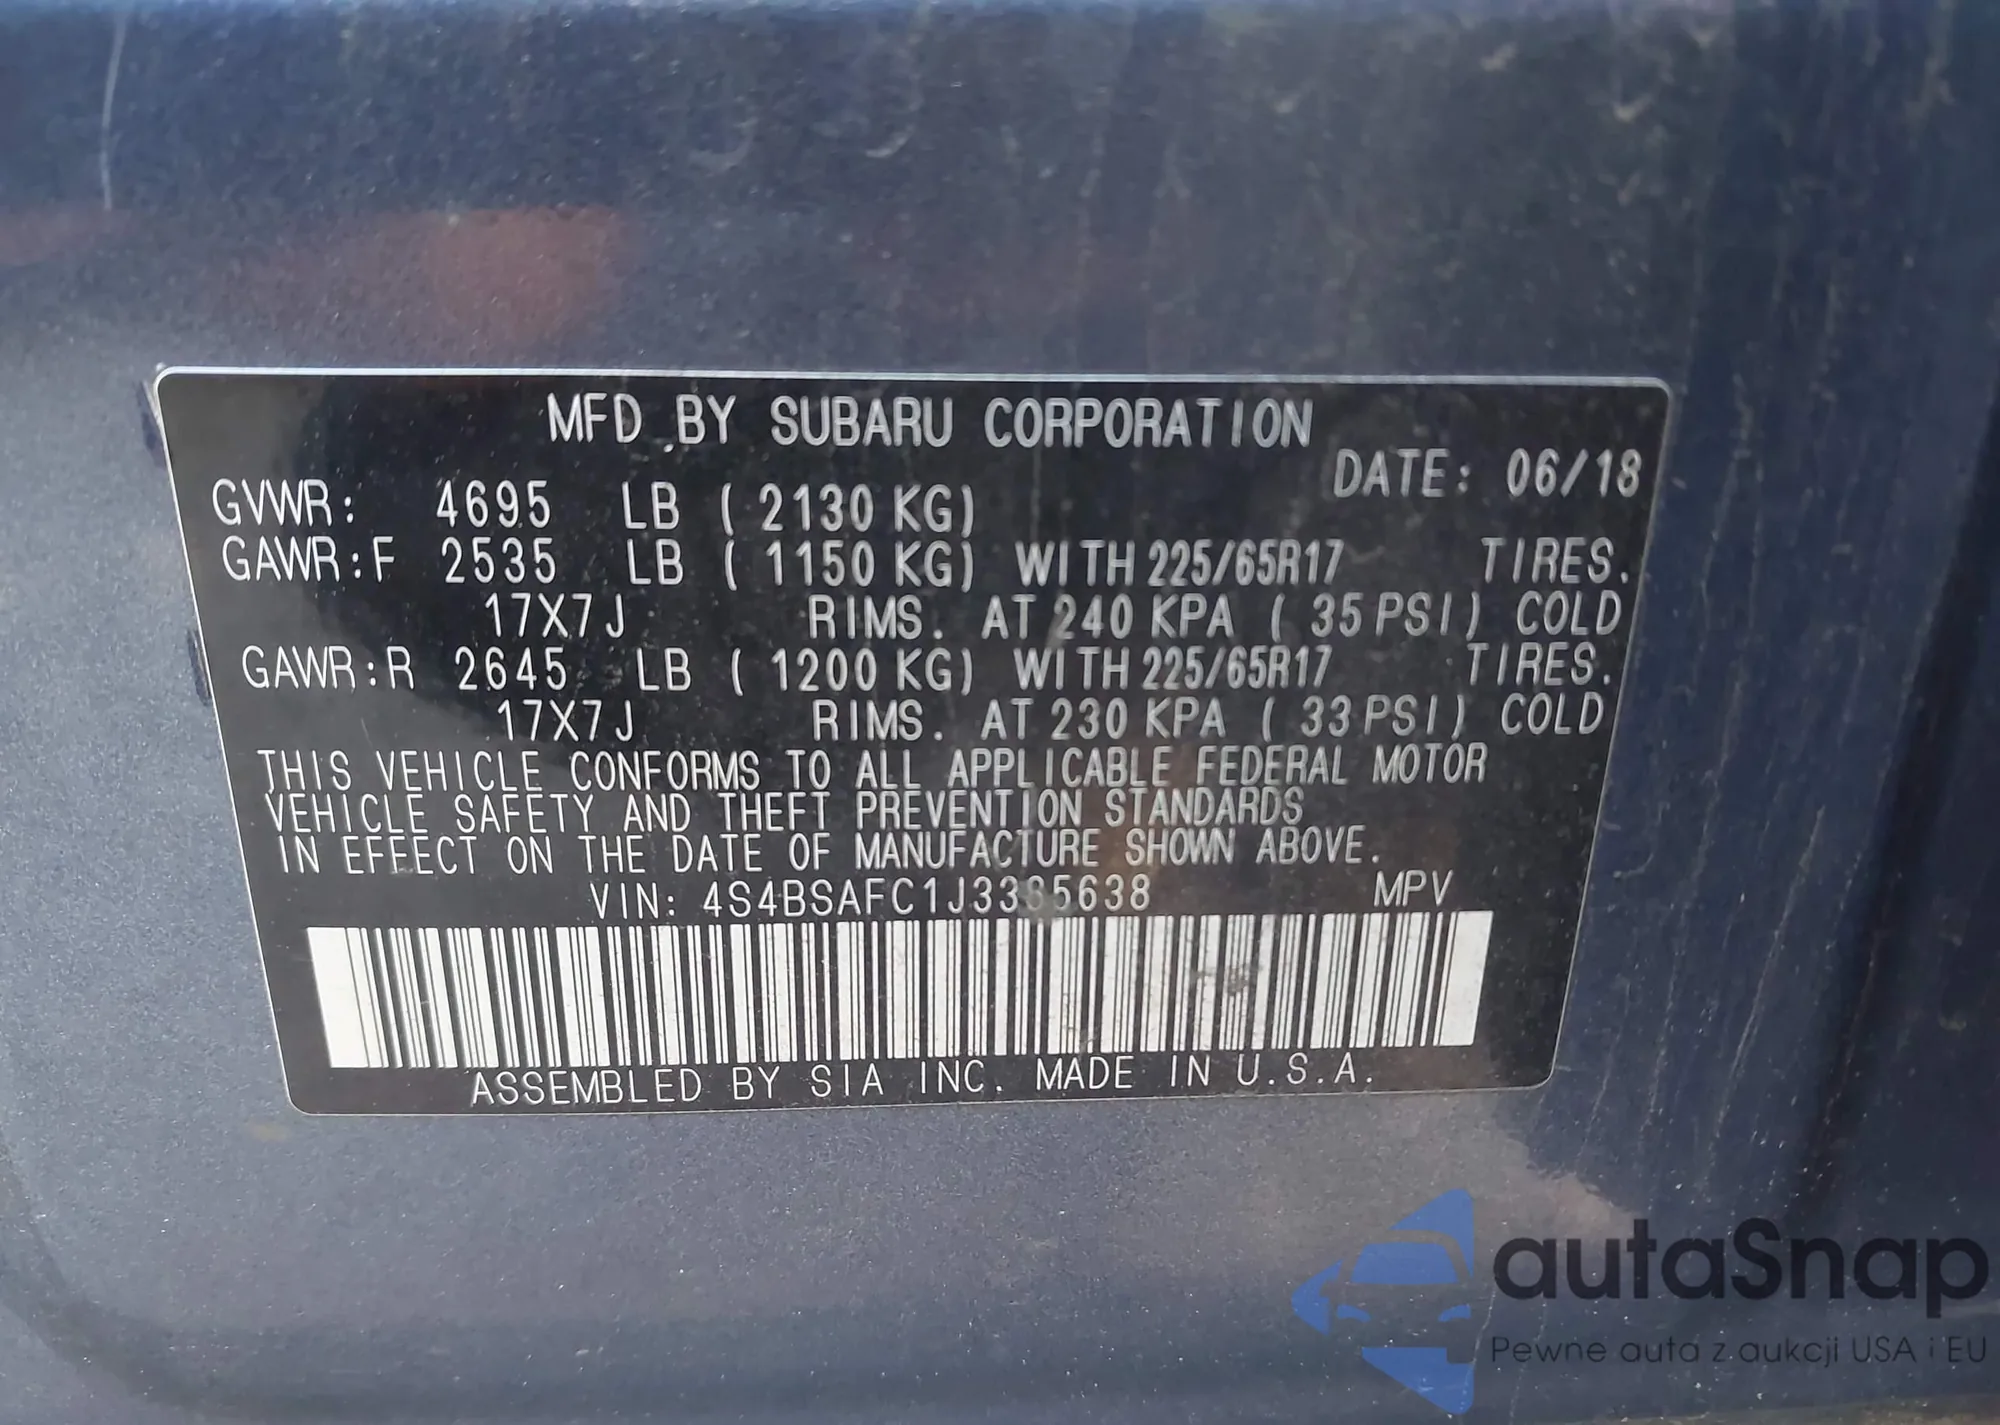 MFD BY SUBARU CORPORATION
DATE: 06/18
GVWR: 4695 LB ( 2130 KG)
GAWR:F 2535 LB ( 1150 KG) WITH 225/65R17 TIRES.
17X7J RIMS. AT 240 KPA ( 35 PSI) COLD
GAWR:R 2645 LB ( 1200 KG) WITH 225/65R17 TIRES.
17X7J RIMS. AT 230 KPA ( 33 PSI) COLD
THIS VEHICLE CONFORMS TO ALL APPLICABLE FEDERAL MOTOR
VEHICLE SAFETY AND THEFT PREVENTION STANDARDS
IN EFFECT ON THE DATE OF MANUFACTURE SHOWN ABOVE.
VIN: 4S4BSAFC1J3385638 MPV
ASSEMBLED BY SIA INC. MADE IN U.S.A.
autaSnap
Pewne auta z aukcji USA i EU